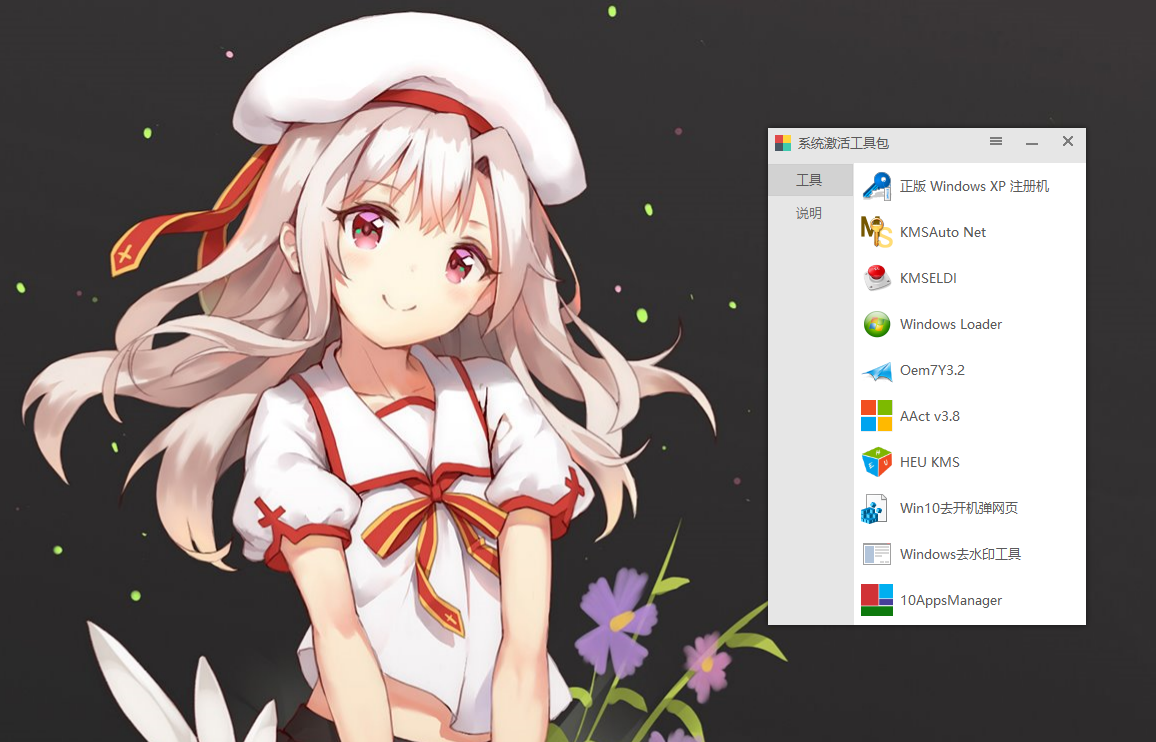 系统激活工具包
工具
说明
正版 Windows XP 注册机
KMSAuto Net
KMSELDI
Windows Loader
Oem7Y3.2
AAct v3.8
HEU KMS
Win10去开机弹网页
Windows去水印工具
10AppsManager